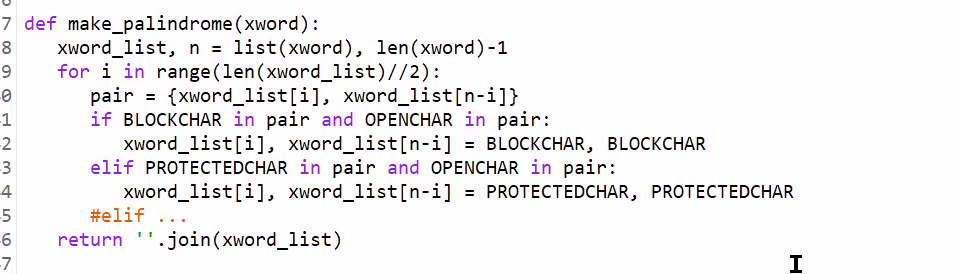 7 def make_palindrome(xword):
8    xword_list, n = list(xword), len(xword)-1
9    for i in range(len(xword_list)//2):
0       pair = {xword_list[i], xword_list[n-i]}
1       if BLOCKCHAR in pair and OPENCHAR in pair:
2          xword_list[i], xword_list[n-i] = BLOCKCHAR, BLOCKCHAR
3       elif PROTECTEDCHAR in pair and OPENCHAR in pair:
4          xword_list[i], xword_list[n-i] = PROTECTEDCHAR, PROTECTEDCHAR
5       #elif ...
6    return ''.join(xword_list)
7